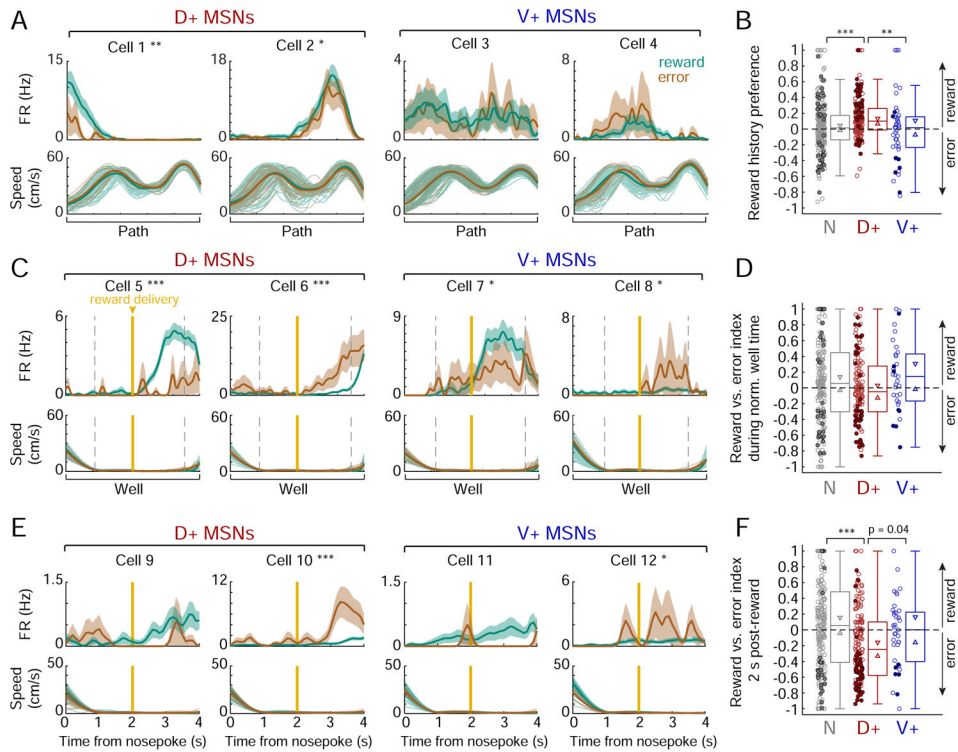 A
D+ MSNs
V+ MSNs
Cell 1 **
Cell 2 *
Cell 3
Cell 4
reward
error
FR (Hz)
15
0
15
0
4
0
8
0
Speed
(cm/s)
60
0
60
0
60
0
60
0
Path
Path
Path
Path
B
***
**
Reward history preference
1
0.8
0.6
0.4
0.2
0
-0.2
-0.4
-0.6
-0.8
-1
reward
error
N
D+
V+
C
D+ MSNs
V+ MSNs
Cell 5 ***
Cell 6 ***
Cell 7 *
Cell 8 *
reward delivery
FR (Hz)
6
0
25
0
8
0
9
0
Speed
(cm/s)
60
0
60
0
60
0
60
0
Well
Well
Well
Well
D
Reward vs. error index
during norm. well time
1
0.8
0.6
0.4
0.2
0
-0.2
-0.4
-0.6
-0.8
-1
reward
error
N
D+
V+
E
D+ MSNs
V+ MSNs
Cell 9
Cell 10 ***
Cell 11
Cell 12 *
FR (Hz)
1.5
0
12
0
1.5
0
6
0
Speed
(cm/s)
50
0
50
0
50
0
50
0
0 1 2 3 4
0 1 2 3 4
0 1 2 3 4
0 1 2 3 4
Time from nosepoke (s)
Time from nosepoke (s)
Time from nosepoke (s)
Time from nosepoke (s)
F
***
p = 0.04
Reward vs. error index
2 s post-reward
1
0.8
0.6
0.4
0.2
0
-0.2
-0.4
-0.6
-0.8
-1
reward
error
N
D+
V+